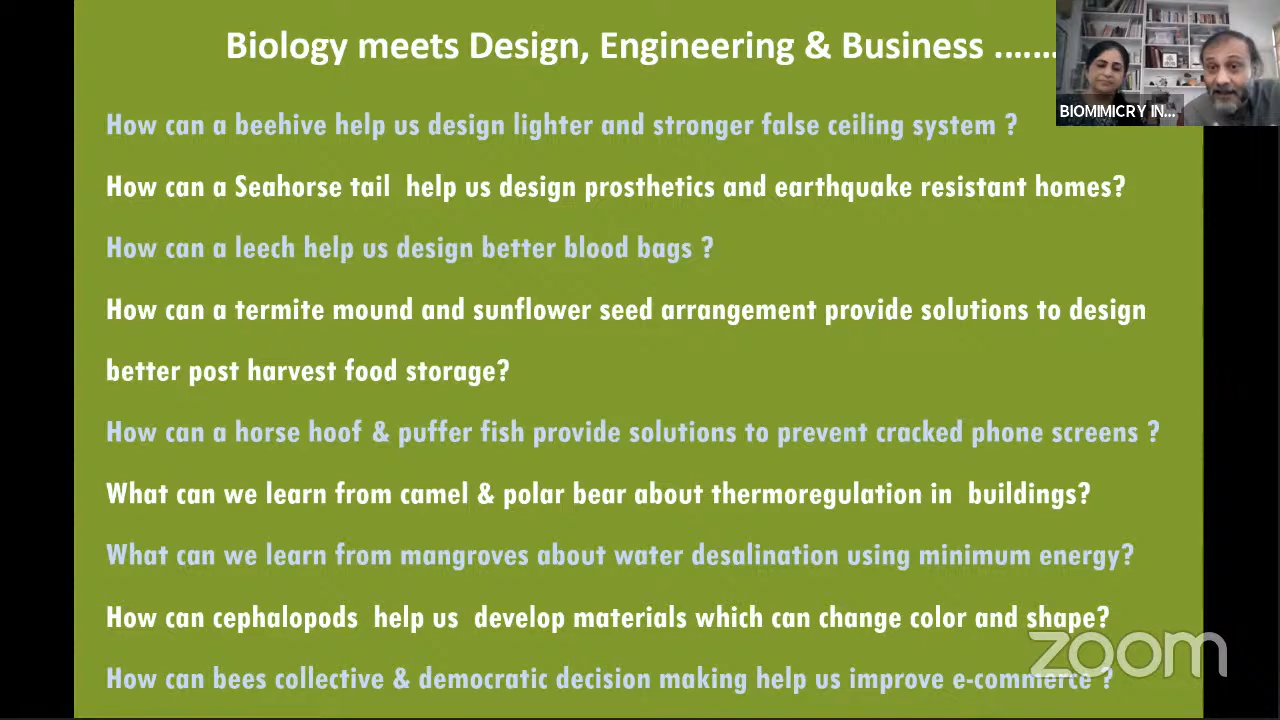 Biology meets Design, Engineering & Business .......
BIOMIMICRY IN...
How can a beehive help us design lighter and stronger false ceiling system ?
How can a Seahorse tail help us design prosthetics and earthquake resistant homes?
How can a leech help us design better blood bags ?
How can a termite mound and sunflower seed arrangement provide solutions to design
better post harvest food storage?
How can a horse hoof & puffer fish provide solutions to prevent cracked phone screens ?
What can we learn from camel & polar bear about thermoregulation in buildings?
What can we learn from mangroves about water desalination using minimum energy?
How can cephalopods help us develop materials which can change color and shape?
zoom
How can bees collective & democratic decision making help us improve e-commerce ?